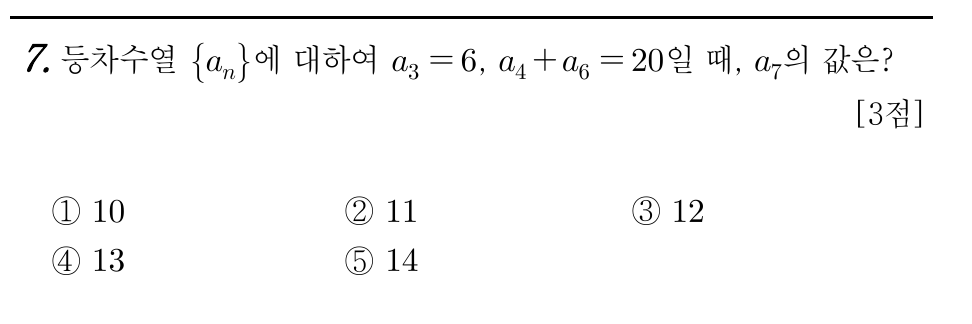 7. 등차수열 {aₙ}에 대하여 a₃ = 6, a₄ + a₆ = 20일 때, a₇의 값은?
[3점]
① 10 ② 11 ③ 12
④ 13 ⑤ 14